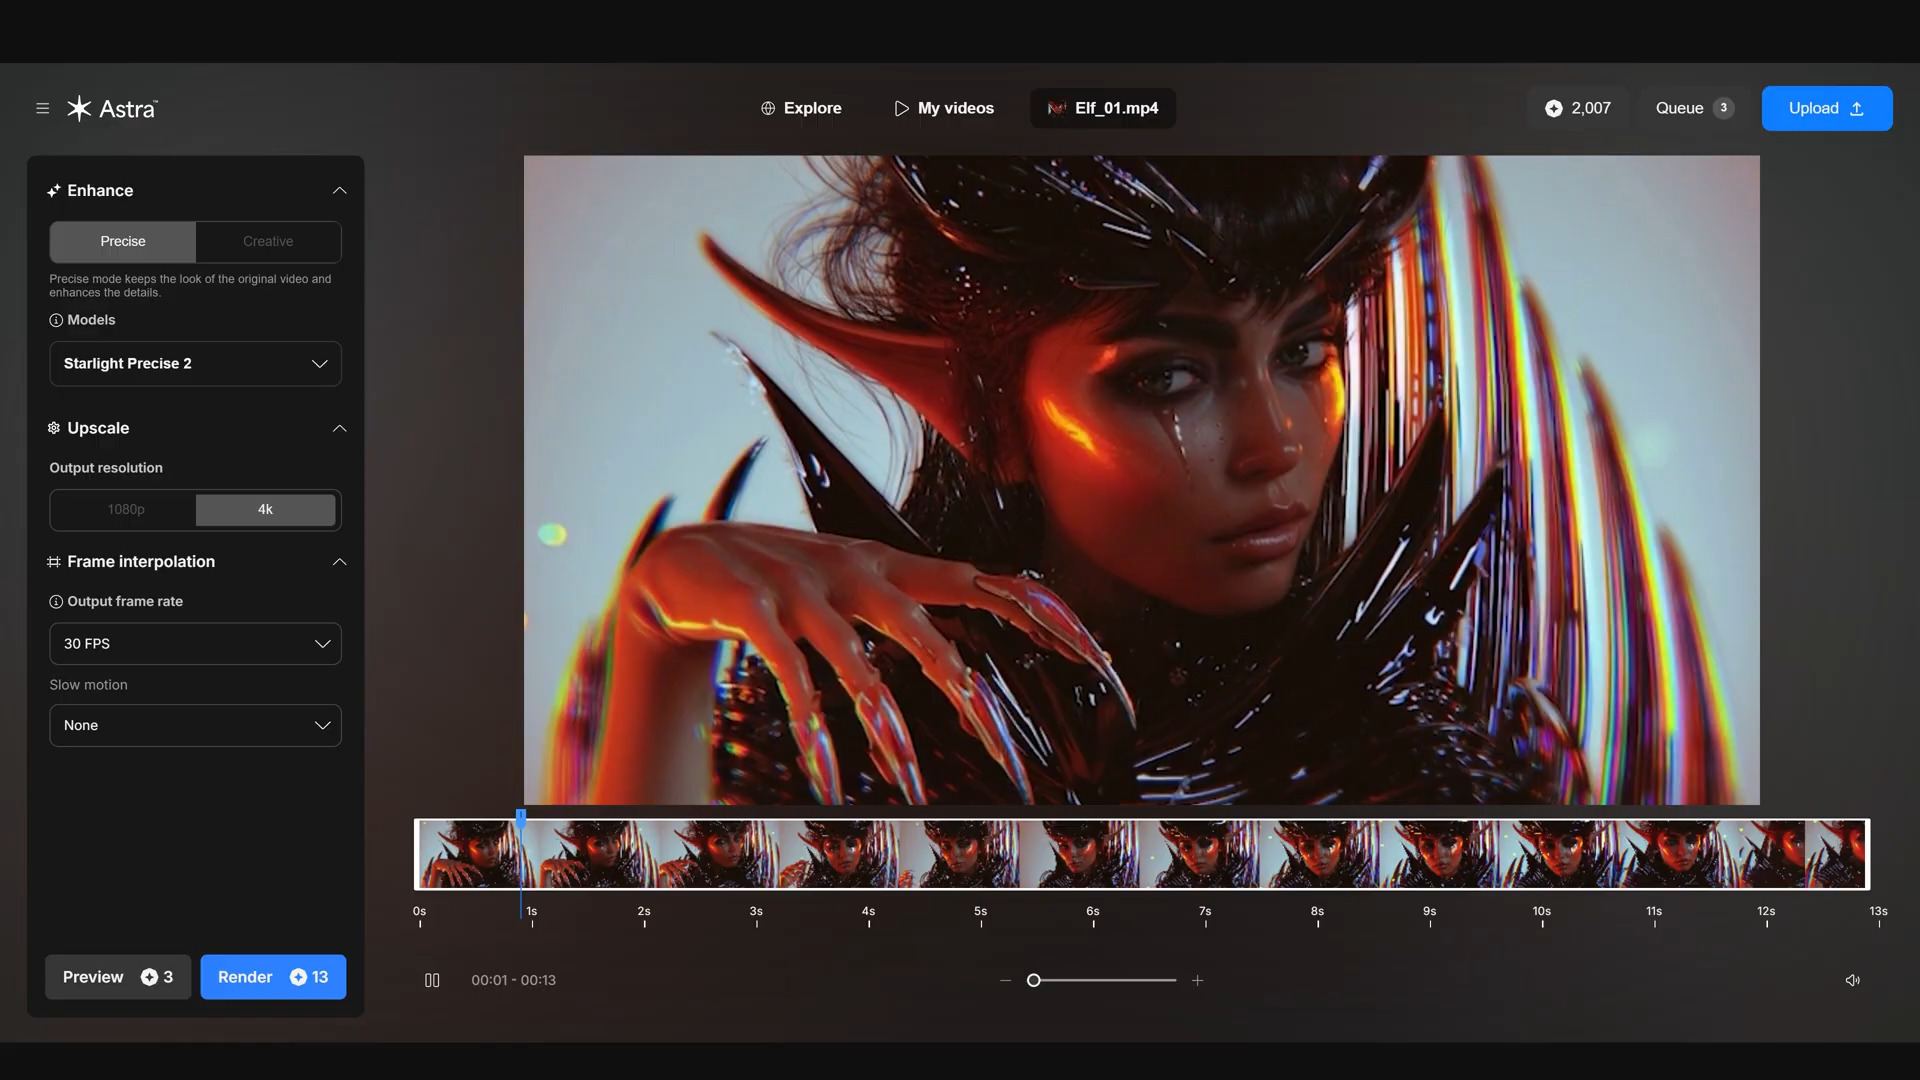 Astra™
Explore
My videos
Elf_01.mp4
2,007
Queue 3
Upload
Enhance
Precise
Creative
Precise mode keeps the look of the original video and
enhances the details.
Models
Starlight Precise 2
Upscale
Output resolution
1080p
4k
Frame interpolation
Output frame rate
30 FPS
Slow motion
None
Preview 3
Render 13
0s 1s 2s 3s 4s 5s 6s 7s 8s 9s 10s 11s 12s 13s
00:01 - 00:13